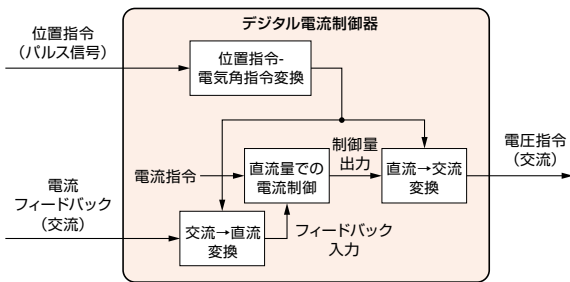 デジタル電流制御器
位置指令
（パルス信号）
位置指令-
電気角指令変換
電流指令
直流量での
電流制御
制御量
出力
直流→交流
変換
電圧指令
（交流）
電流
フィードバック
（交流）
交流→直流
変換
フィードバック
入力